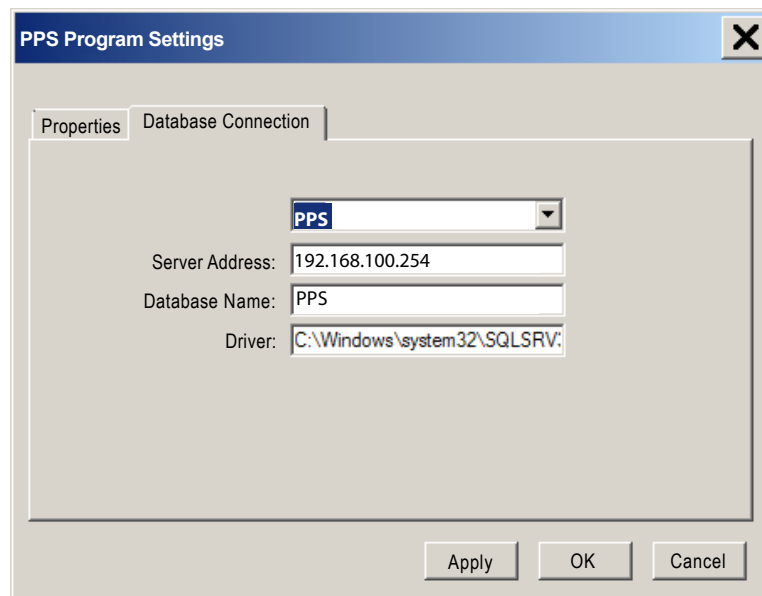 PPS Program Settings
Properties Database Connection
PPS
Server Address: 192.168.100.254
Database Name: PPS
Driver: C:\Windows\system32\SQLSRV
Apply OK Cancel